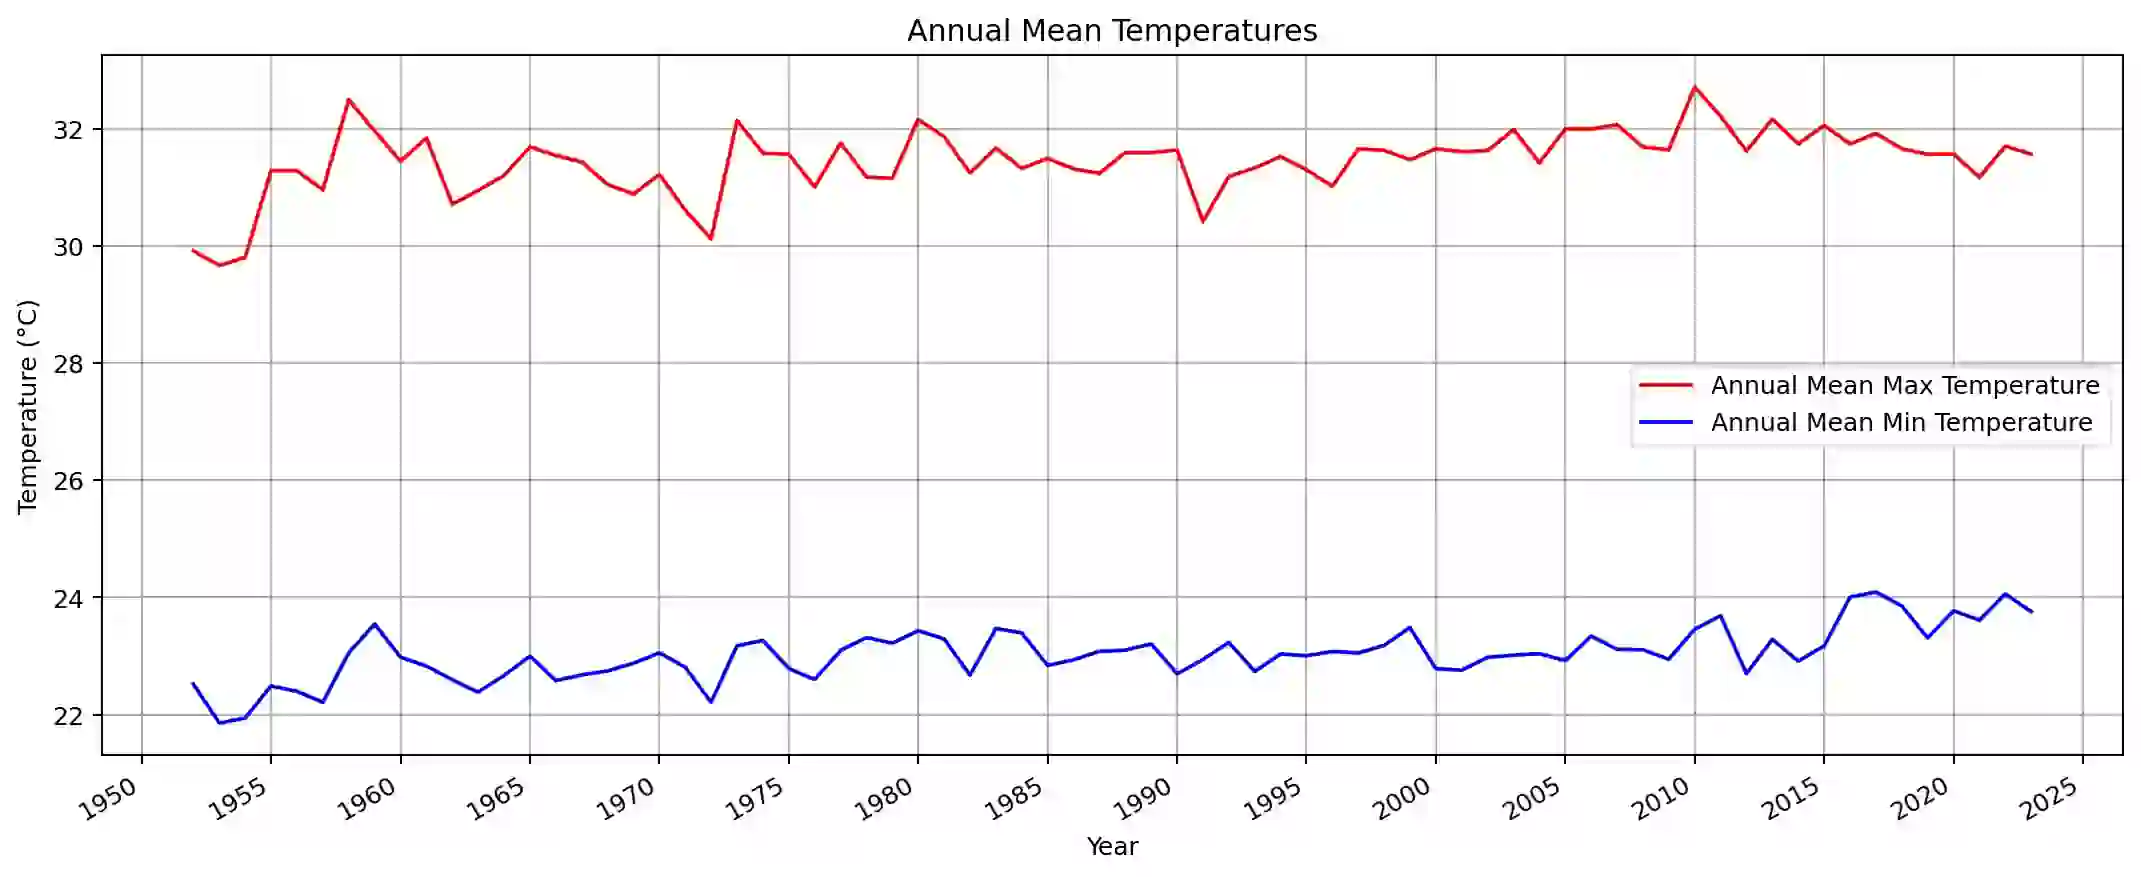 Annual Mean Temperatures
32
30
28
26
24
22
Temperature (°C)
Annual Mean Max Temperature
Annual Mean Min Temperature
1950 1955 1960 1965 1970 1975 1980 1985 1990 1995 2000 2005 2010 2015 2020 2025
Year